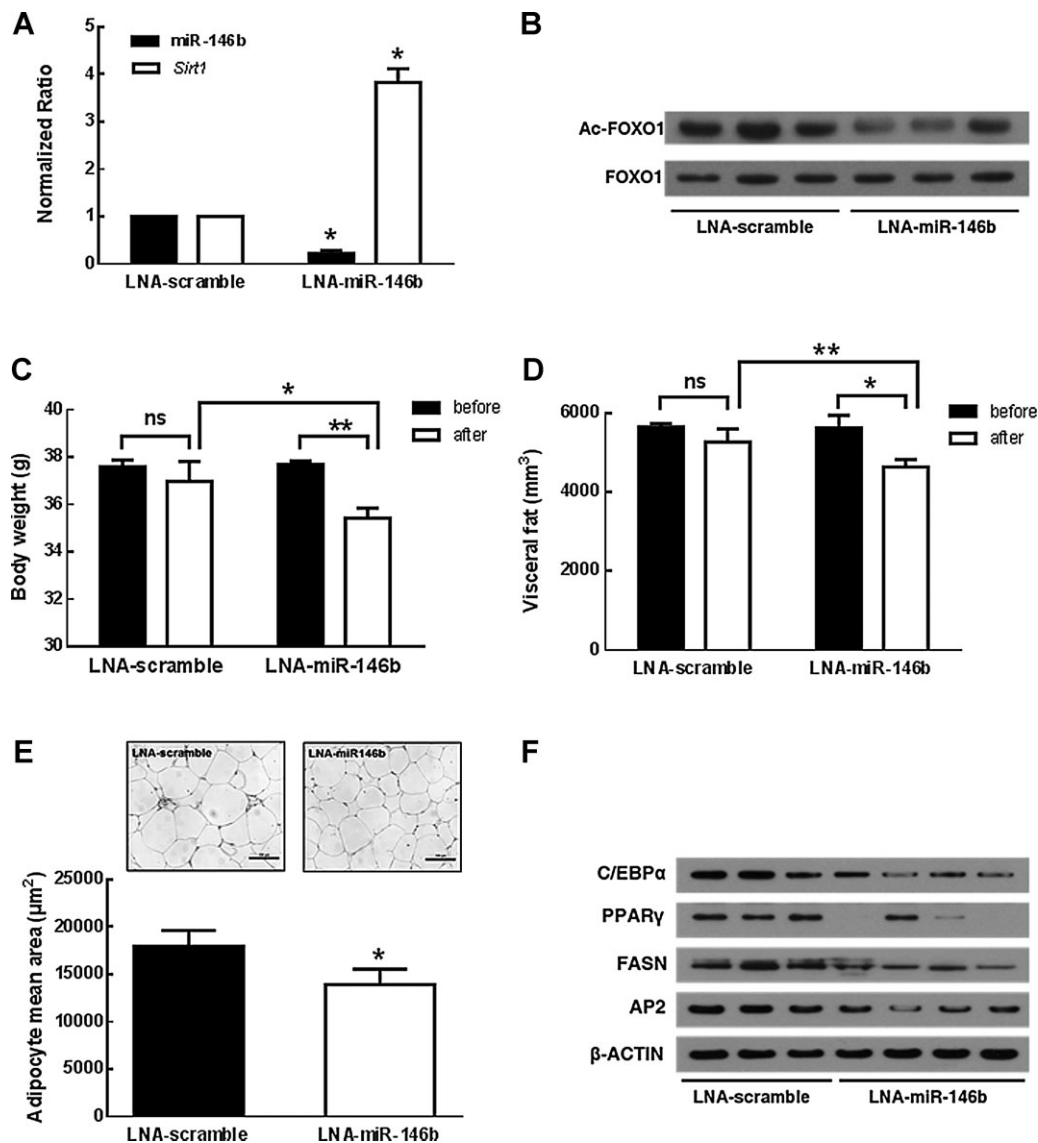 A
Normalized Ratio
5
4
3
2
1
0
miR-146b
Sirt1
*
*
LNA-scramble
LNA-miR-146b
B
Ac-FOXO1
FOXO1
LNA-scramble
LNA-miR-146b
C
Body weight (g)
40
38
36
34
32
30
ns
*
**
before
after
LNA-scramble
LNA-miR-146b
D
Visceral fat (mm³)
6000
4000
2000
0
ns
**
*
before
after
LNA-scramble
LNA-miR-146b
E
LNA-scramble
LNA-miR146b
Adipocyte mean area (µm²)
25000
20000
15000
10000
5000
0
*
LNA-scramble
LNA-miR-146b
F
C/EBPα
PPARγ
FASN
AP2
β-ACTIN
LNA-scramble
LNA-miR-146b